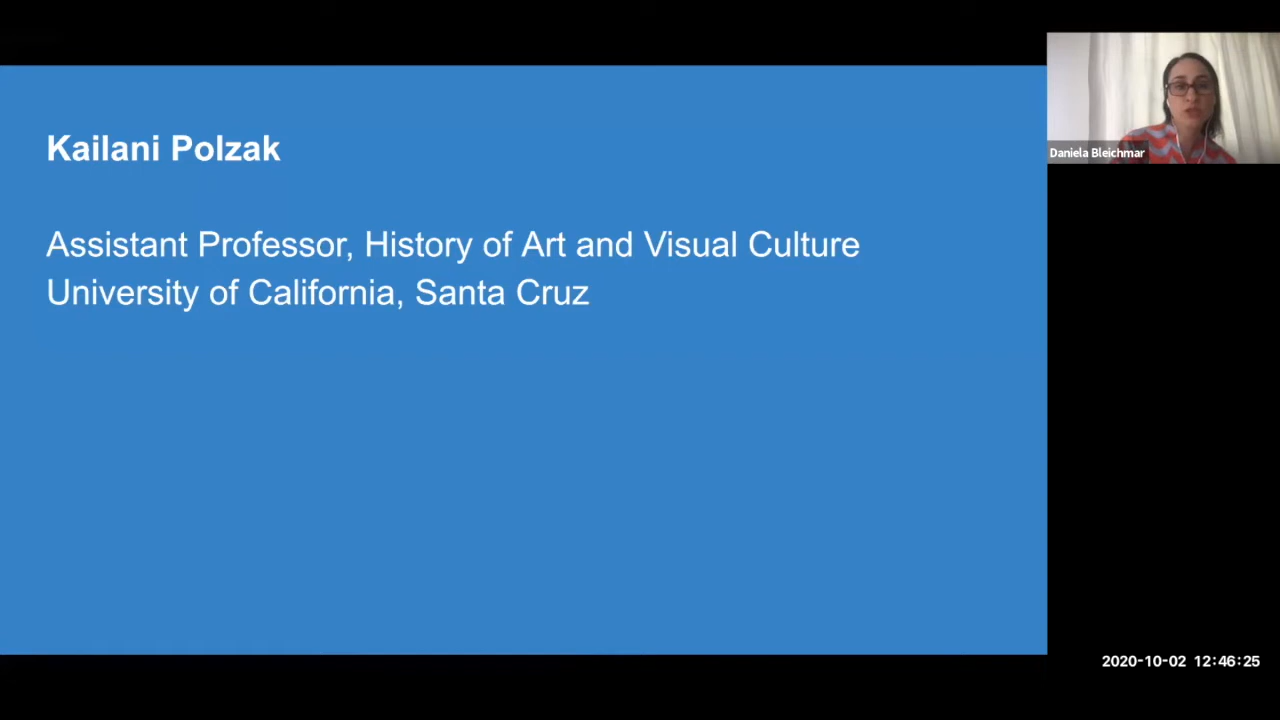 Kailani Polzak
Assistant Professor, History of Art and Visual Culture
University of California, Santa Cruz
Daniela Bleichmar
2020-10-02 12:46:25